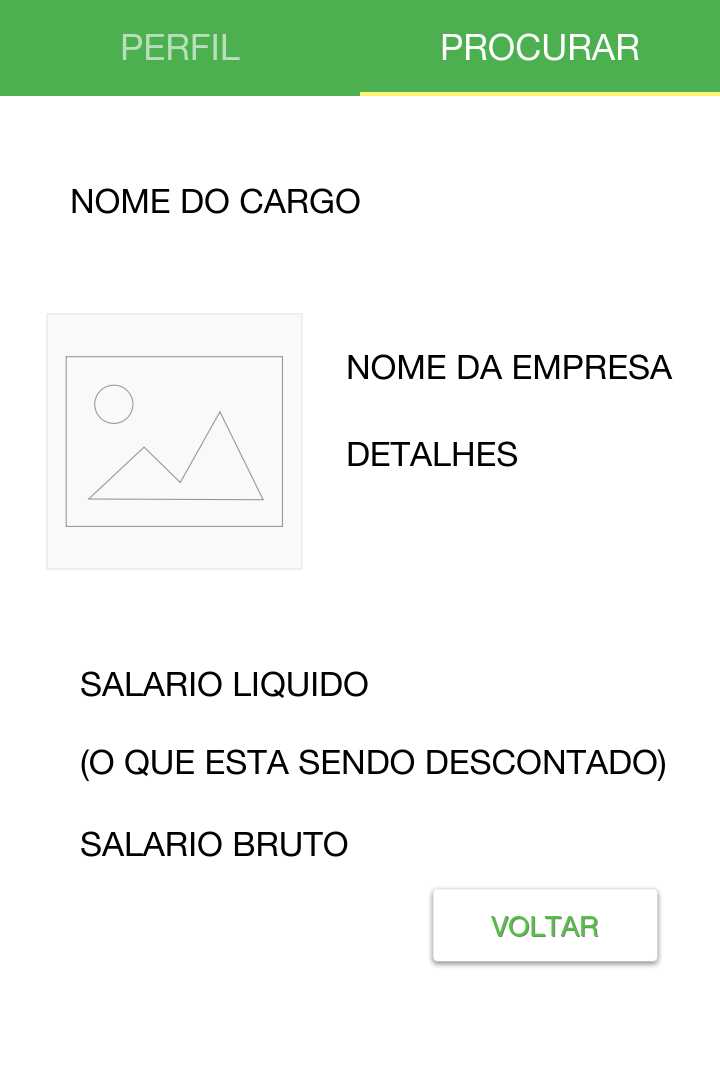 PERFIL
PROCURAR
NOME DO CARGO
NOME DA EMPRESA
DETALHES
SALARIO LIQUIDO
(O QUE ESTA SENDO DESCONTADO)
SALARIO BRUTO
VOLTAR